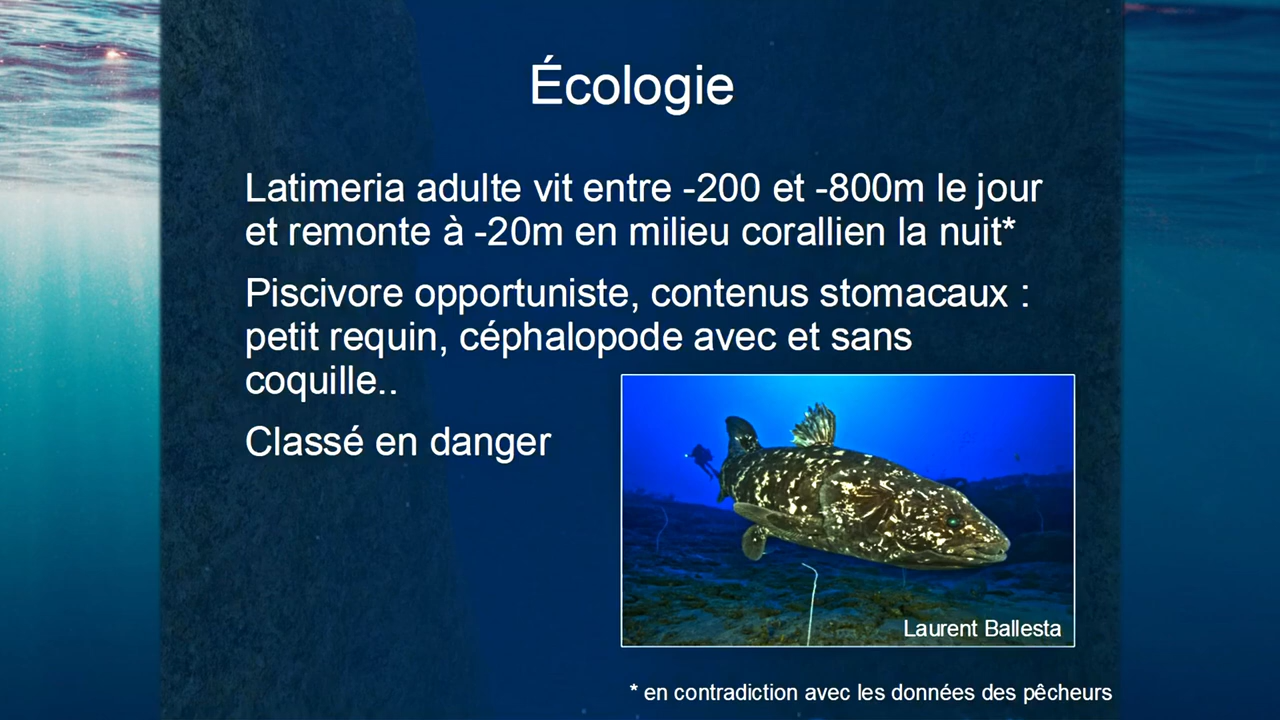 Écologie
Latimeria adulte vit entre -200 et -800m le jour
et remonte à -20m en milieu corallien la nuit*
Piscivore opportuniste, contenus stomacaux :
petit requin, céphalopode avec et sans
coquille..
Classé en danger
Laurent Ballesta
* en contradiction avec les données des pêcheurs